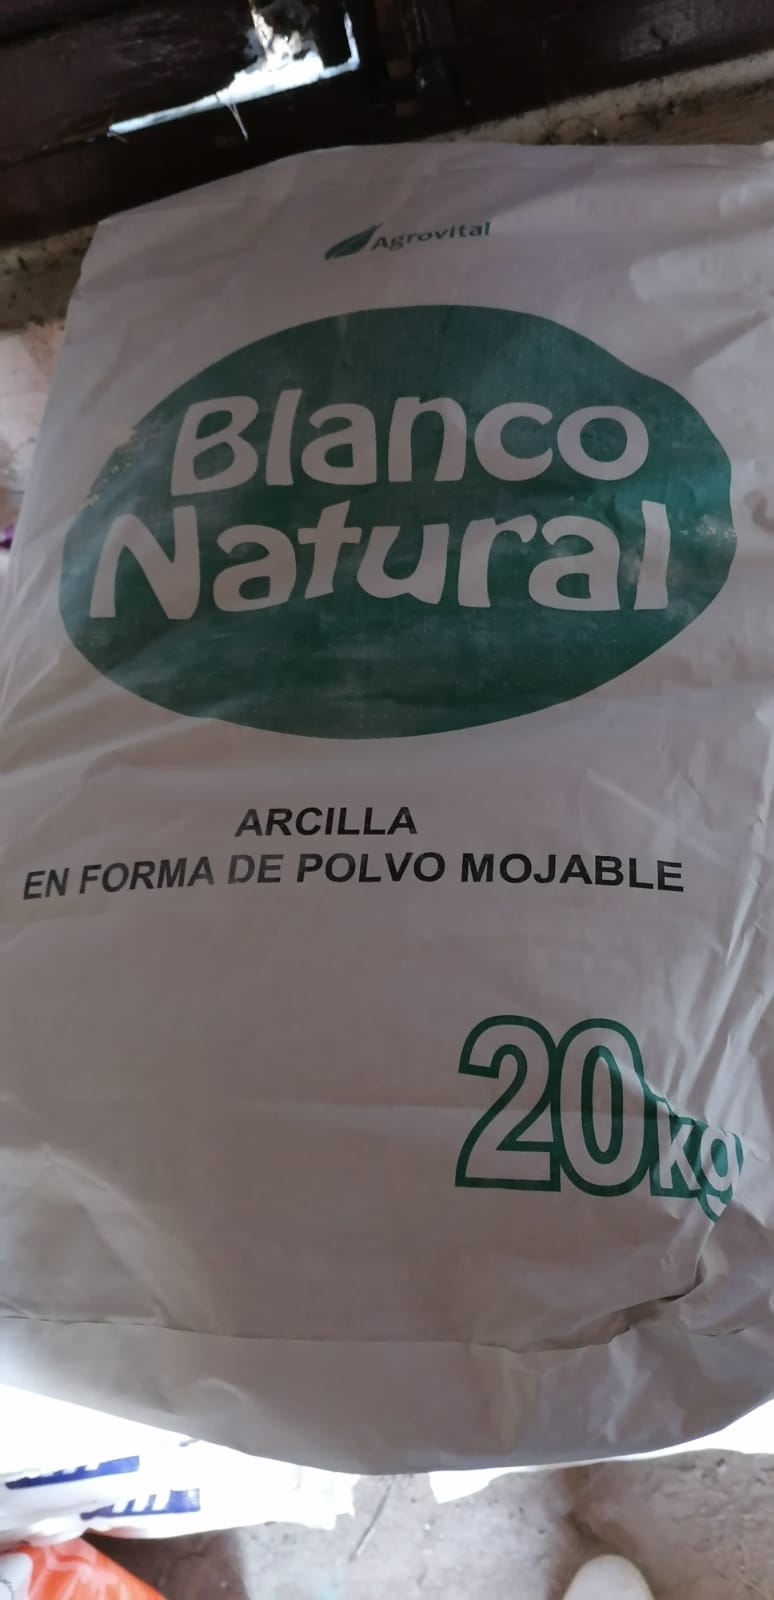 Agrovital
Blanco
Natural
ARCILLA
EN FORMA DE POLVO MOJABLE
20kg